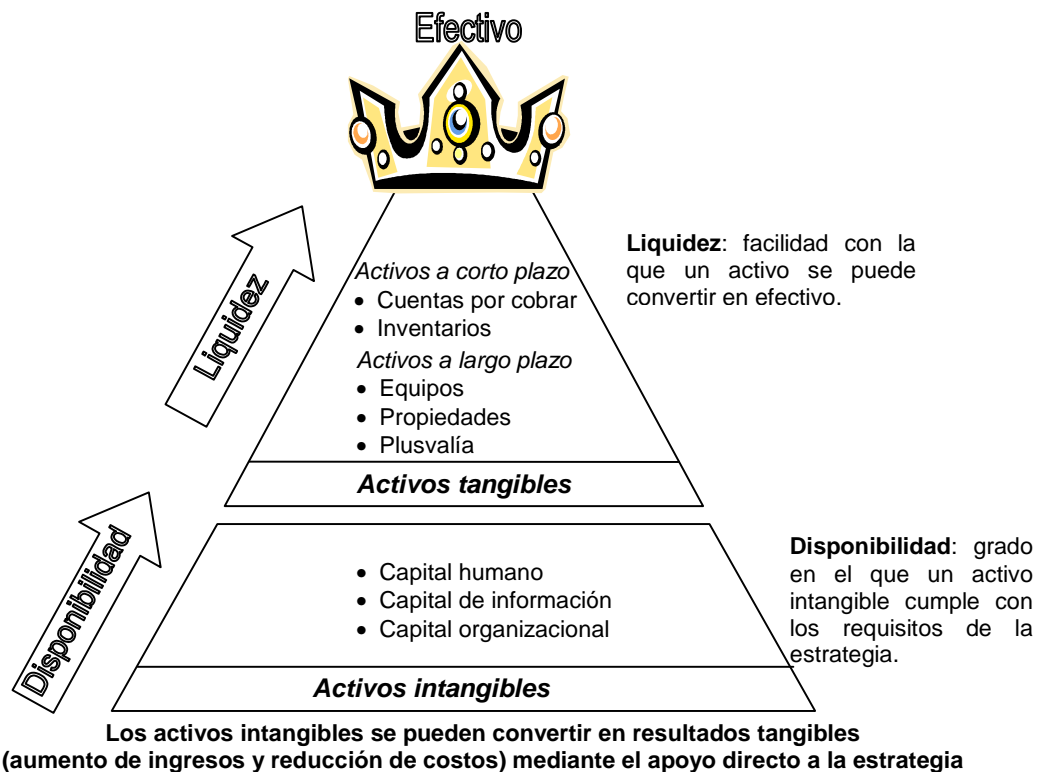 Efectivo
Liquidez: facilidad con la
que un activo se puede
convertir en efectivo.
Liquidez
Activos a corto plazo
• Cuentas por cobrar
• Inventarios
Activos a largo plazo
• Equipos
• Propiedades
• Plusvalía
Activos tangibles
Disponibilidad
Disponibilidad: grado
en el que un activo
intangible cumple con
los requisitos de la
estrategia.
• Capital humano
• Capital de información
• Capital organizacional
Activos intangibles
Los activos intangibles se pueden convertir en resultados tangibles
(aumento de ingresos y reducción de costos) mediante el apoyo directo a la estrategia